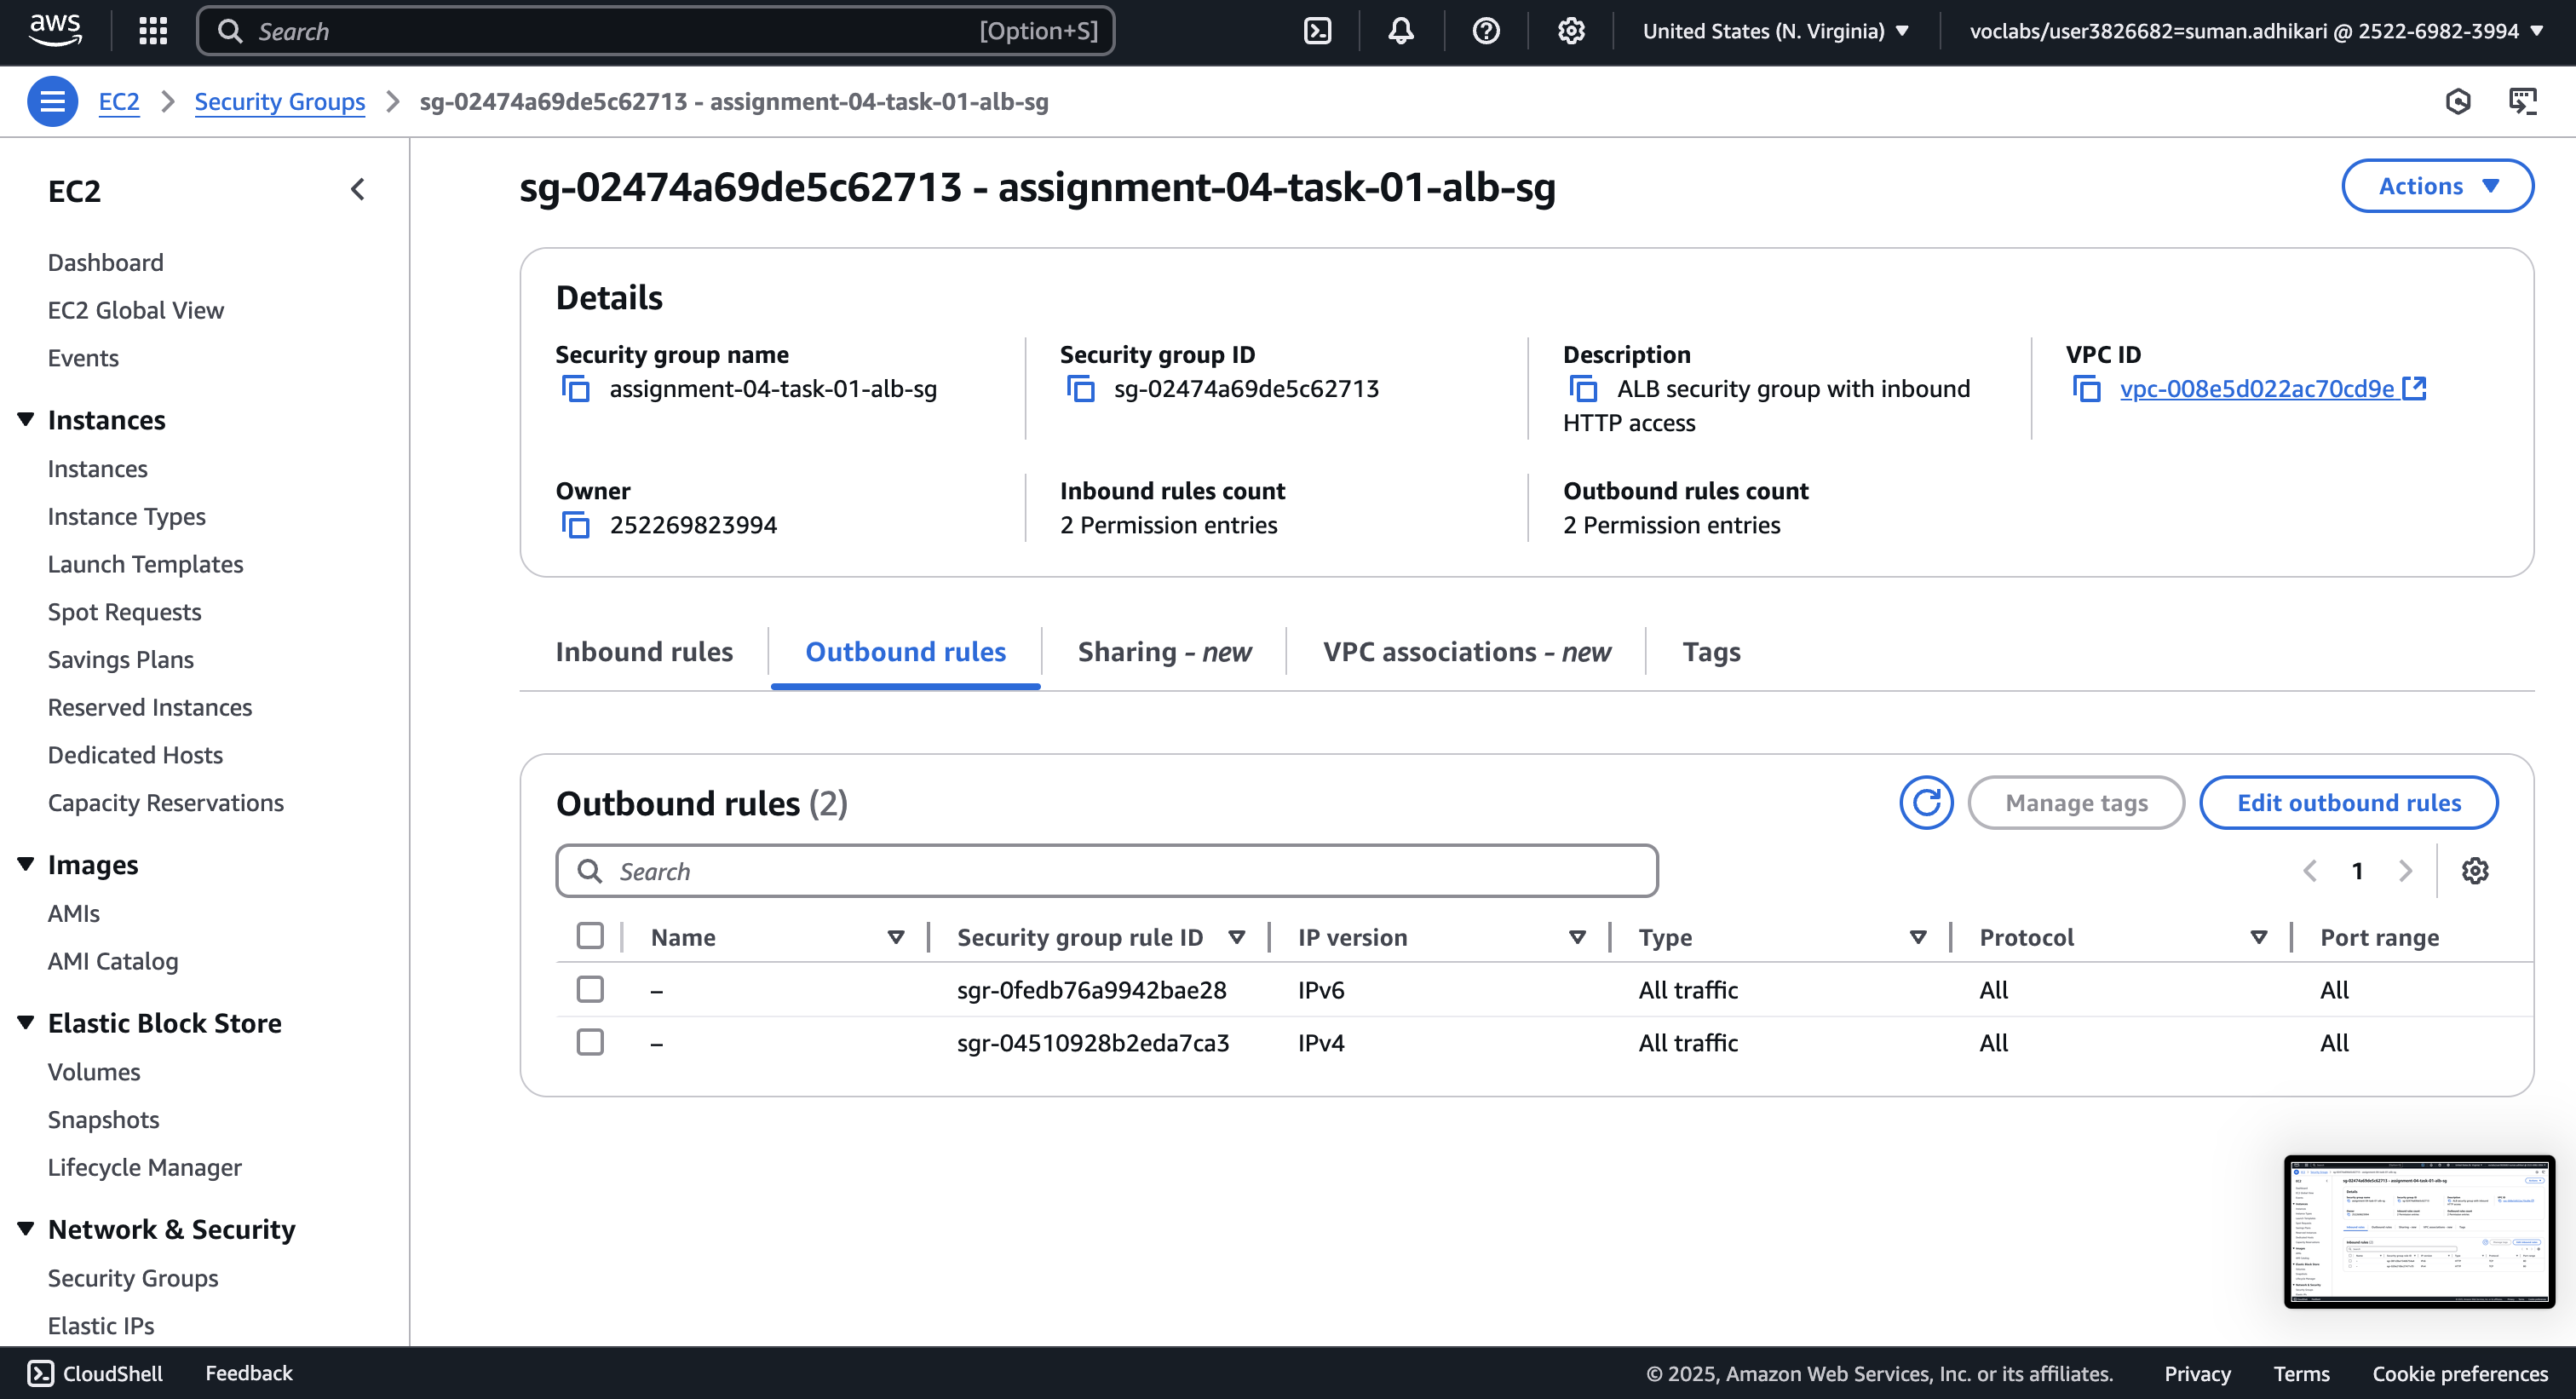 aws
Search [Option+S]
United States (N. Virginia)
voclabs/user3826682=suman.adhikari @ 2522-6982-3994
EC2
Security Groups
sg-02474a69de5c62713 - assignment-04-task-01-alb-sg
EC2
Dashboard
EC2 Global View
Events
Instances
Instances
Instance Types
Launch Templates
Spot Requests
Savings Plans
Reserved Instances
Dedicated Hosts
Capacity Reservations
Images
AMIs
AMI Catalog
Elastic Block Store
Volumes
Snapshots
Lifecycle Manager
Network & Security
Security Groups
Elastic IPs
sg-02474a69de5c62713 - assignment-04-task-01-alb-sg
Actions
Details
Security group name
assignment-04-task-01-alb-sg
Security group ID
sg-02474a69de5c62713
Description
ALB security group with inbound
HTTP access
VPC ID
vpc-008e5d022ac70cd9e
Owner
252269823994
Inbound rules count
2 Permission entries
Outbound rules count
2 Permission entries
Inbound rules
Outbound rules
Sharing - new
VPC associations - new
Tags
Outbound rules (2)
Manage tags
Edit outbound rules
Search
1
Name Security group rule ID IP version Type Protocol Port range
– sgr-0fedb76a9942bae28 IPv6 All traffic All All
– sgr-04510928b2eda7ca3 IPv4 All traffic All All
CloudShell
Feedback
© 2025, Amazon Web Services, Inc. or its affiliates.
Privacy
Terms
Cookie preferences